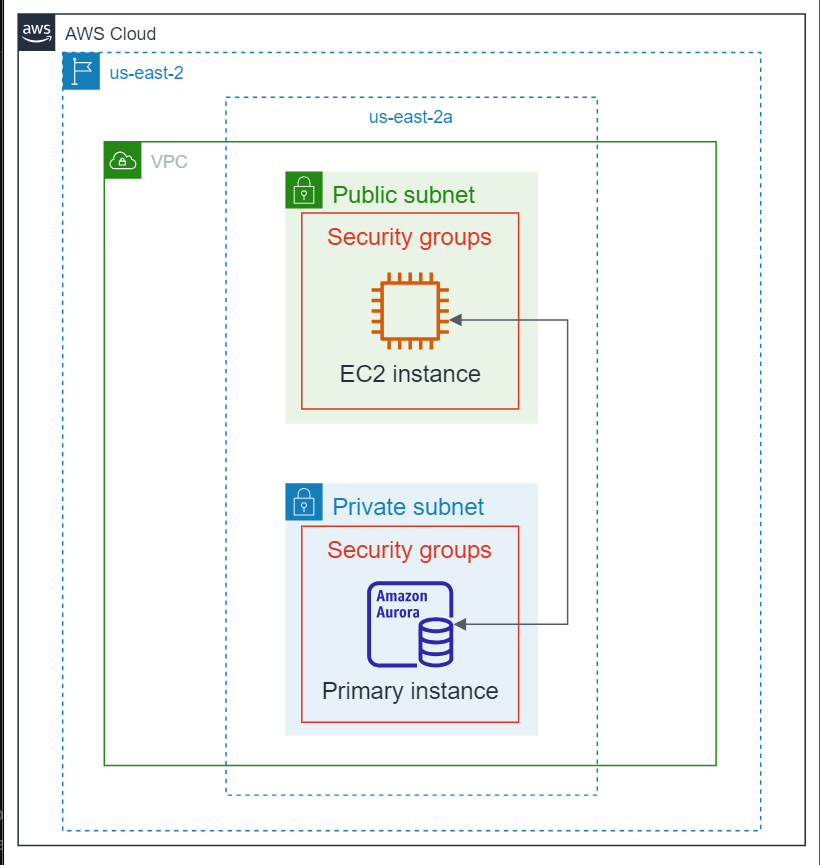 aws
AWS Cloud
us-east-2
us-east-2a
VPC
Public subnet
Security groups
EC2 instance
Private subnet
Security groups
Amazon
Aurora
Primary instance